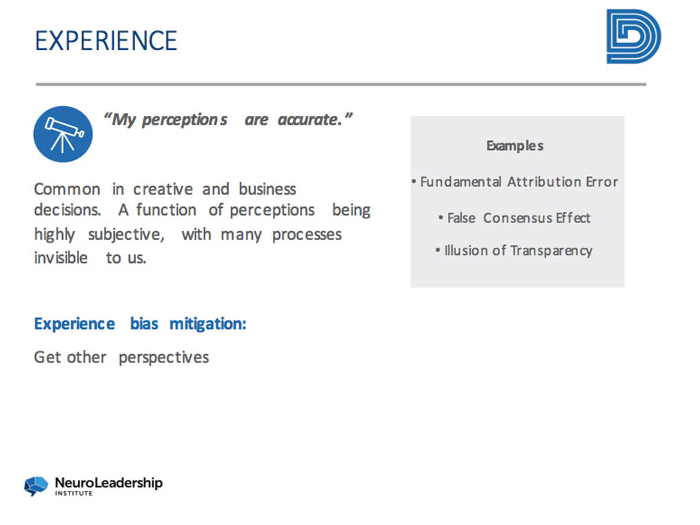 EXPERIENCE
“My perceptions are accurate.”
Common in creative and business
decisions. A function of perceptions being
highly subjective, with many processes
invisible to us.
Experience bias mitigation:
Get other perspectives
Examples
• Fundamental Attribution Error
• False Consensus Effect
• Illusion of Transparency
NeuroLeadership
INSTITUTE